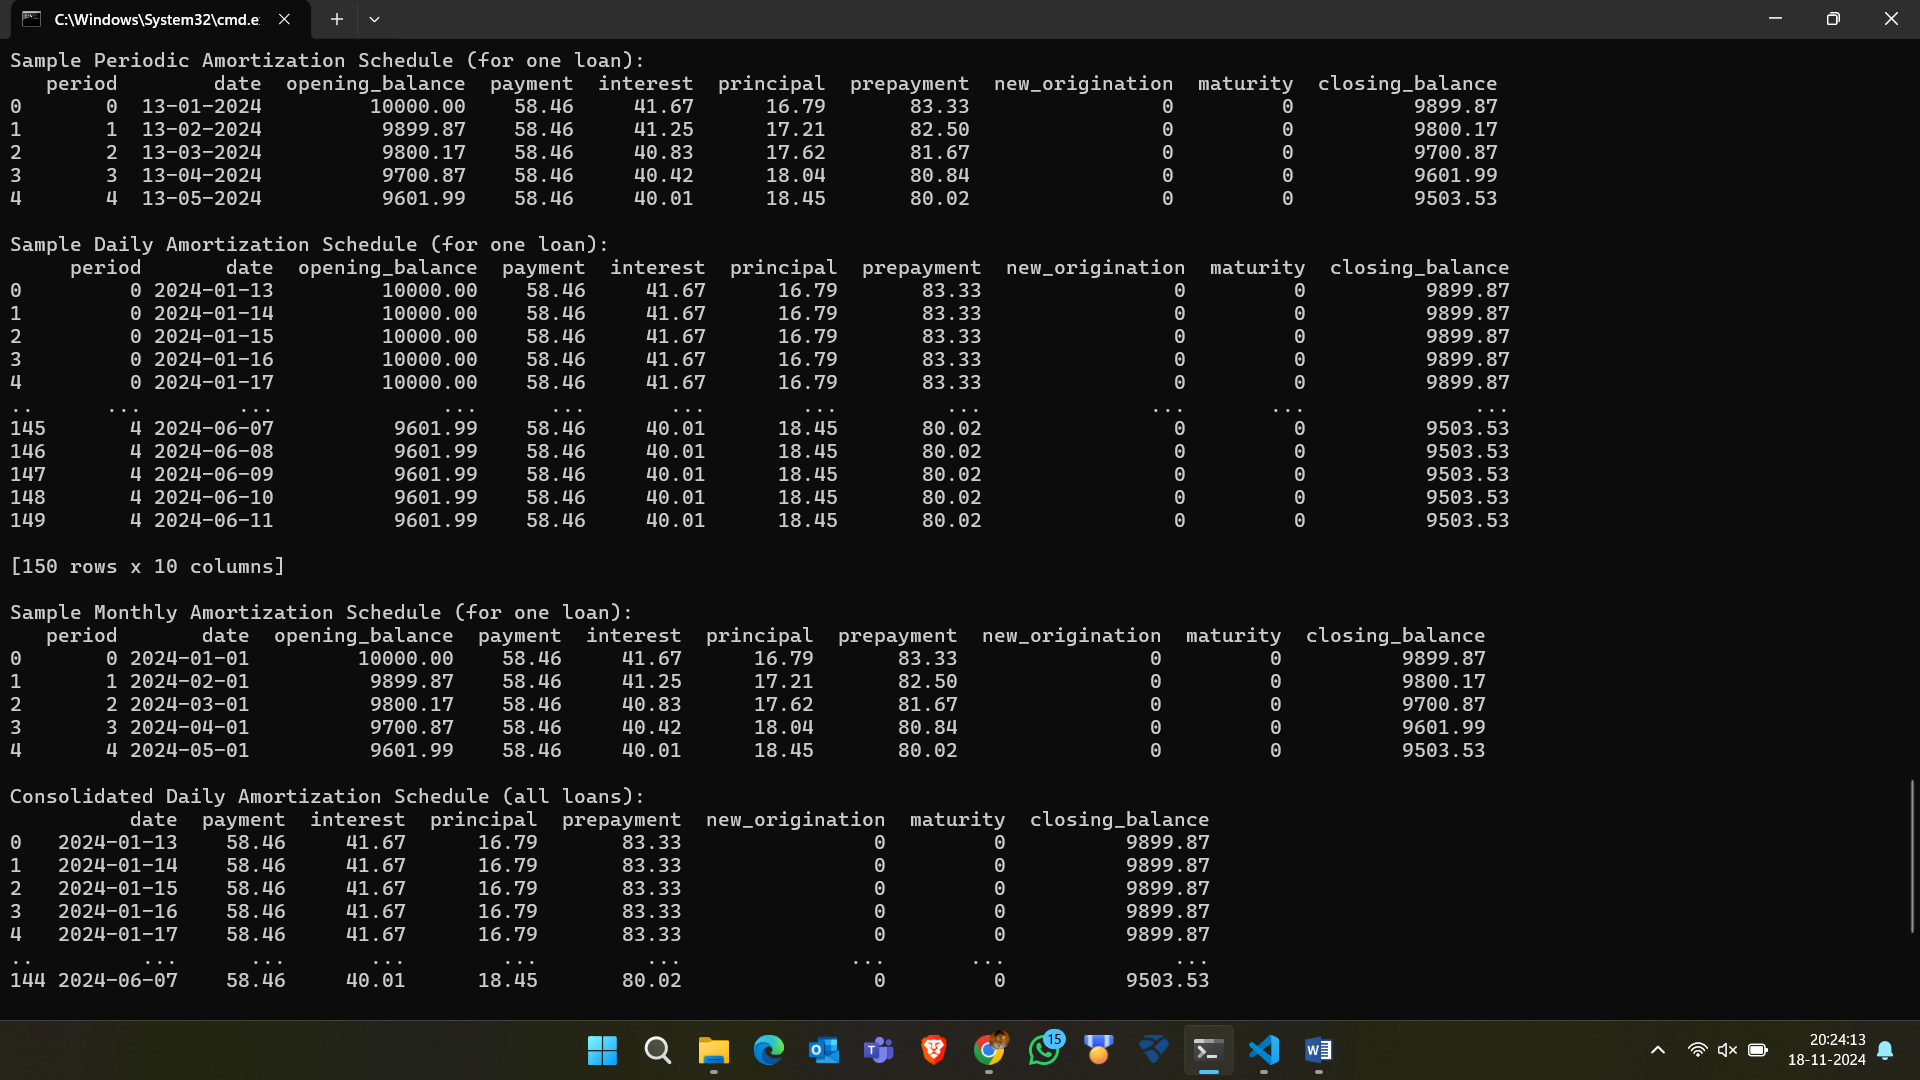 C:\Windows\System32\cmd.e
Sample Periodic Amortization Schedule (for one loan):
period date opening_balance payment interest principal prepayment new_origination maturity closing_balance
0 0 13-01-2024 10000.00 58.46 41.67 16.79 83.33 0 0 9899.87
1 1 13-02-2024 9899.87 58.46 41.25 17.21 82.50 0 0 9800.17
2 2 13-03-2024 9800.17 58.46 40.83 17.62 81.67 0 0 9700.87
3 3 13-04-2024 9700.87 58.46 40.42 18.04 80.84 0 0 9601.99
4 4 13-05-2024 9601.99 58.46 40.01 18.45 80.02 0 0 9503.53
Sample Daily Amortization Schedule (for one loan):
period date opening_balance payment interest principal prepayment new_origination maturity closing_balance
0 0 2024-01-13 10000.00 58.46 41.67 16.79 83.33 0 0 9899.87
1 0 2024-01-14 10000.00 58.46 41.67 16.79 83.33 0 0 9899.87
2 0 2024-01-15 10000.00 58.46 41.67 16.79 83.33 0 0 9899.87
3 0 2024-01-16 10000.00 58.46 41.67 16.79 83.33 0 0 9899.87
4 0 2024-01-17 10000.00 58.46 41.67 16.79 83.33 0 0 9899.87
.. ... ... ... ... ... ... ... ... ... ...
145 4 2024-06-07 9601.99 58.46 40.01 18.45 80.02 0 0 9503.53
146 4 2024-06-08 9601.99 58.46 40.01 18.45 80.02 0 0 9503.53
147 4 2024-06-09 9601.99 58.46 40.01 18.45 80.02 0 0 9503.53
148 4 2024-06-10 9601.99 58.46 40.01 18.45 80.02 0 0 9503.53
149 4 2024-06-11 9601.99 58.46 40.01 18.45 80.02 0 0 9503.53
[150 rows x 10 columns]
Sample Monthly Amortization Schedule (for one loan):
period date opening_balance payment interest principal prepayment new_origination maturity closing_balance
0 0 2024-01-01 10000.00 58.46 41.67 16.79 83.33 0 0 9899.87
1 1 2024-02-01 9899.87 58.46 41.25 17.21 82.50 0 0 9800.17
2 2 2024-03-01 9800.17 58.46 40.83 17.62 81.67 0 0 9700.87
3 3 2024-04-01 9700.87 58.46 40.42 18.04 80.84 0 0 9601.99
4 4 2024-05-01 9601.99 58.46 40.01 18.45 80.02 0 0 9503.53
Consolidated Daily Amortization Schedule (all loans):
date payment interest principal prepayment new_origination maturity closing_balance
0 2024-01-13 58.46 41.67 16.79 83.33 0 0 9899.87
1 2024-01-14 58.46 41.67 16.79 83.33 0 0 9899.87
2 2024-01-15 58.46 41.67 16.79 83.33 0 0 9899.87
3 2024-01-16 58.46 41.67 16.79 83.33 0 0 9899.87
4 2024-01-17 58.46 41.67 16.79 83.33 0 0 9899.87
.. ... ... ... ... ... ... ... ...
144 2024-06-07 58.46 40.01 18.45 80.02 0 0 9503.53
15
20:24:13
18-11-2024